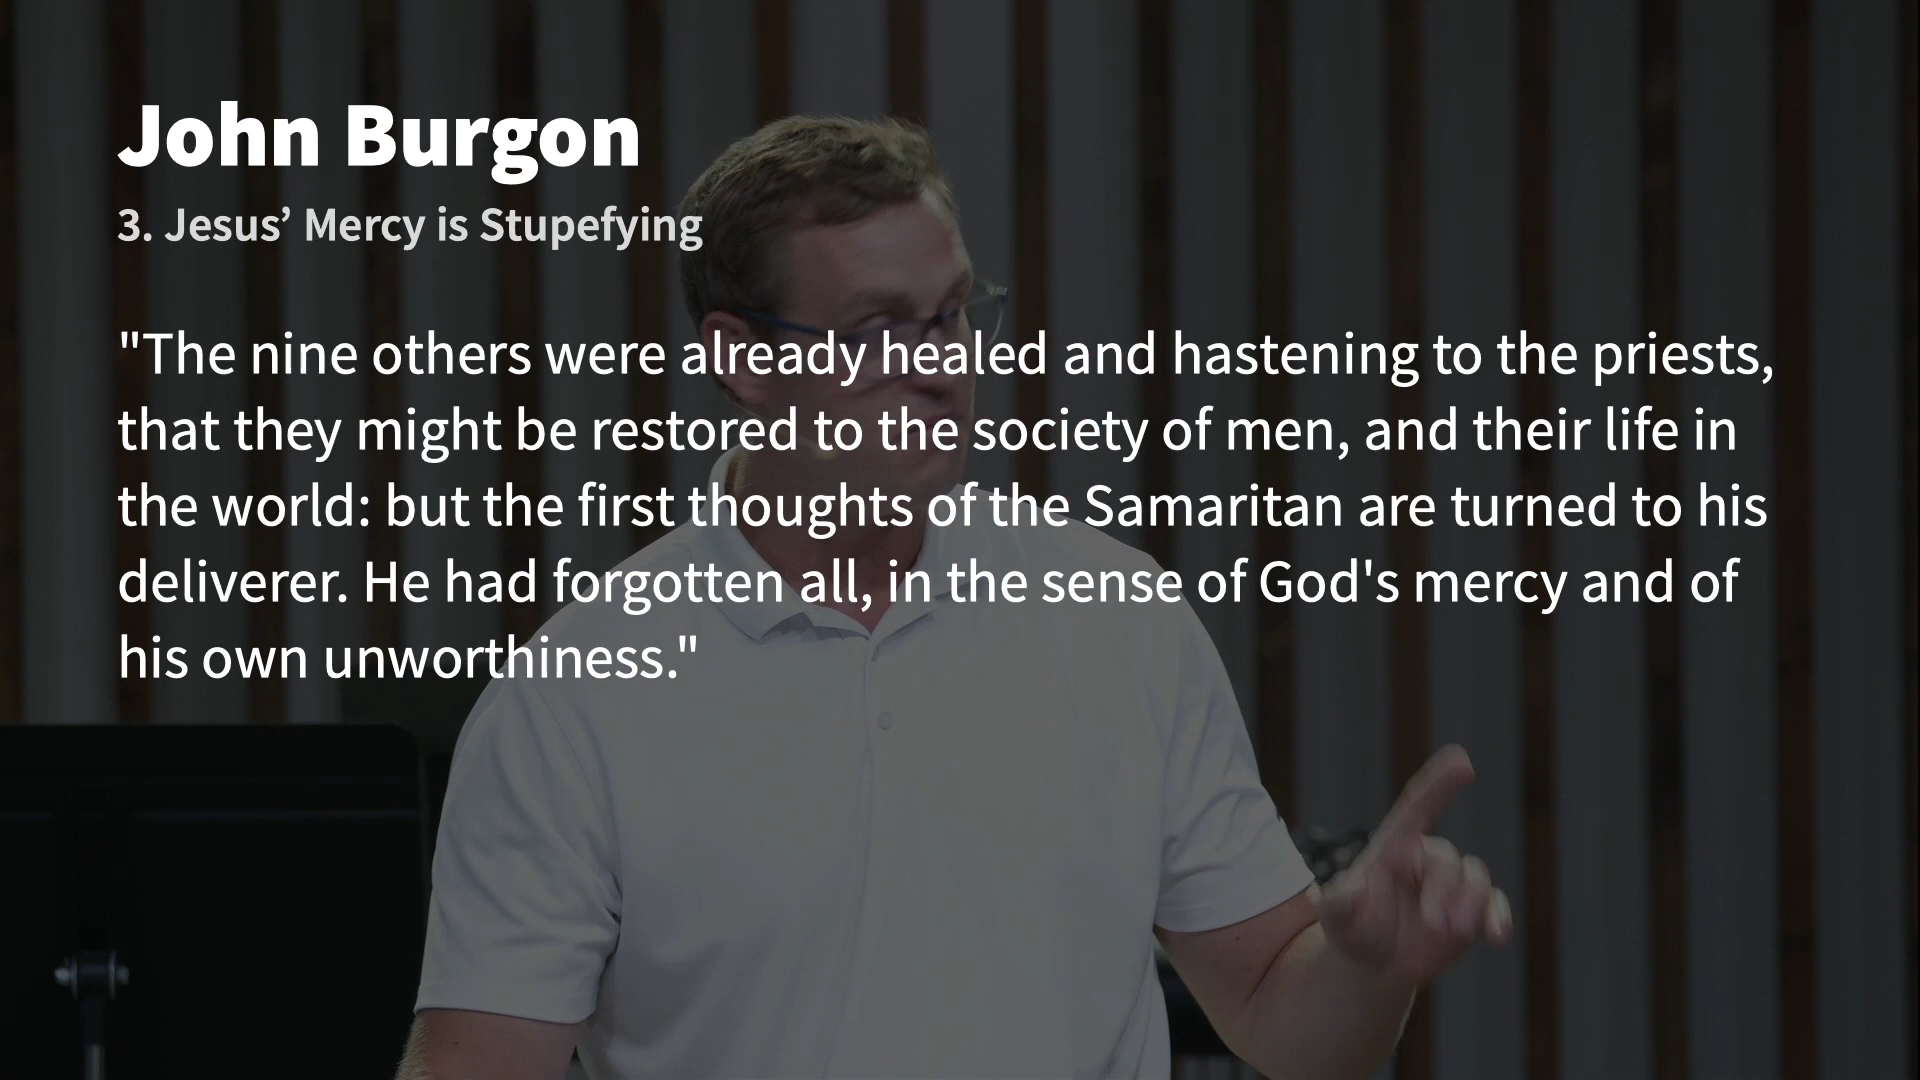 John Burgon
3. Jesus’ Mercy is Stupefying
"The nine others were already healed and hastening to the priests,
that they might be restored to the society of men, and their life in
the world: but the first thoughts of the Samaritan are turned to his
deliverer. He had forgotten all, in the sense of God's mercy and of
his own unworthiness."